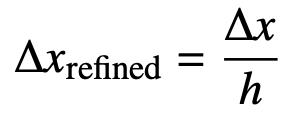 Δx_refined = Δx / h